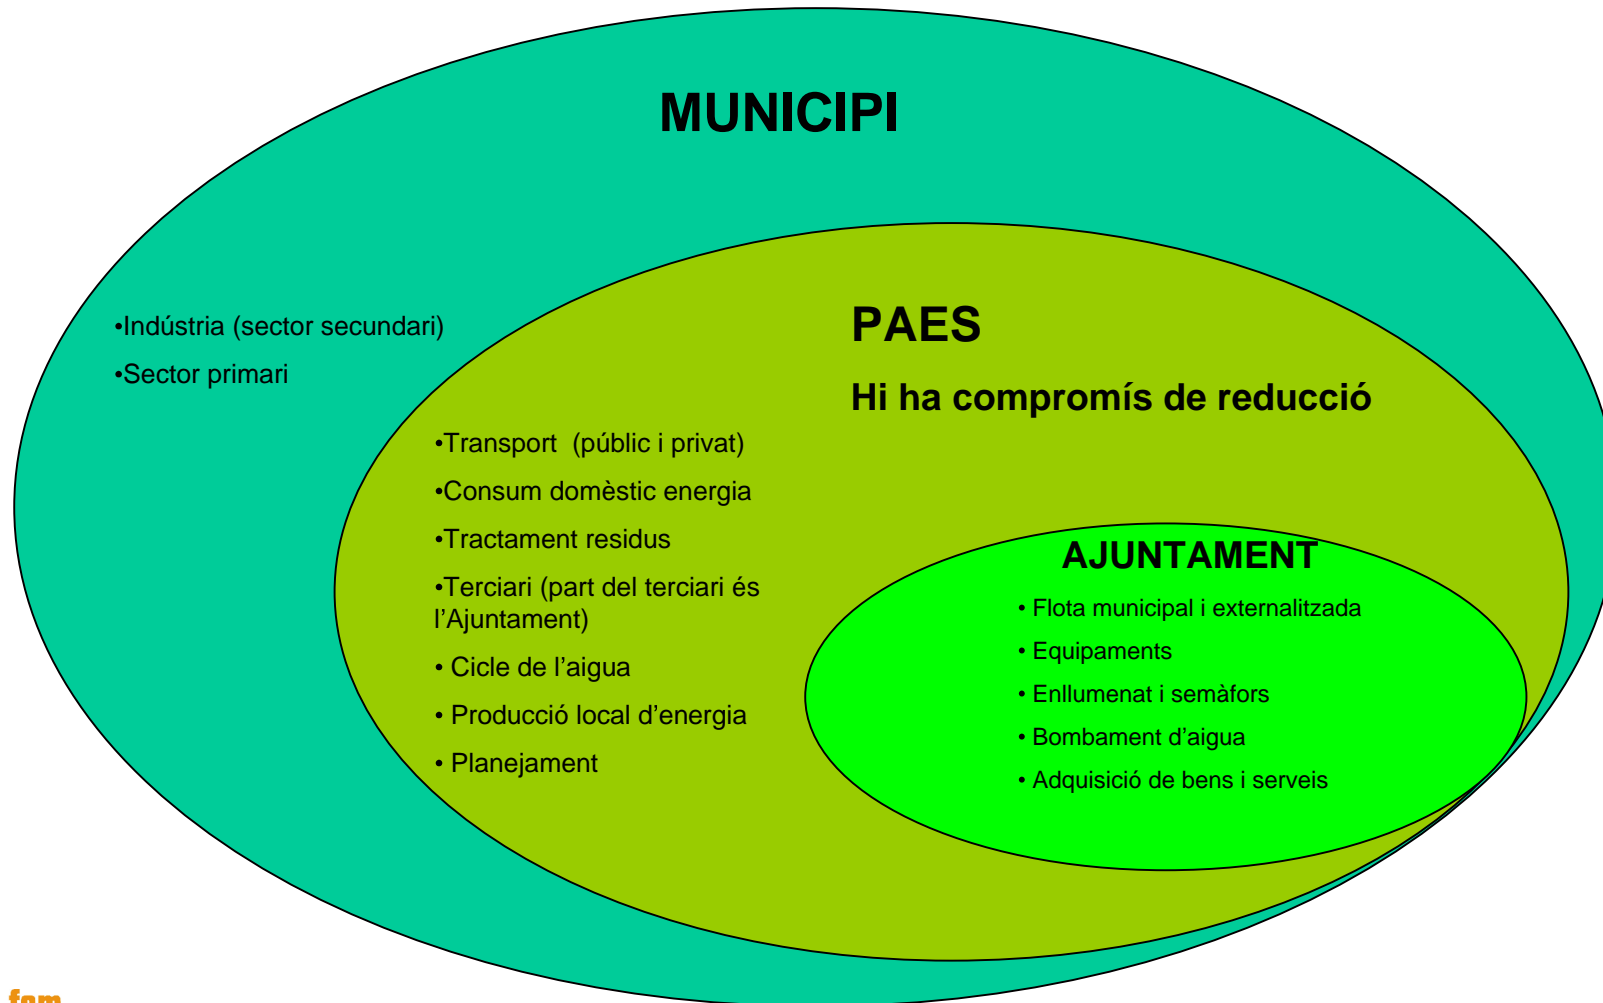 MUNICIPI
•Indústria (sector secundari)
•Sector primari
PAES
Hi ha compromís de reducció
•Transport  (públic i privat)
•Consum domèstic energia
•Tractament residus
•Terciari (part del terciari és
l’Ajuntament)
• Cicle de l’aigua
• Producció local d’energia
• Planejament
AJUNTAMENT
• Flota municipal i externalitzada
• Equipaments
• Enllumenat i semàfors
• Bombament d’aigua
• Adquisició de bens i serveis